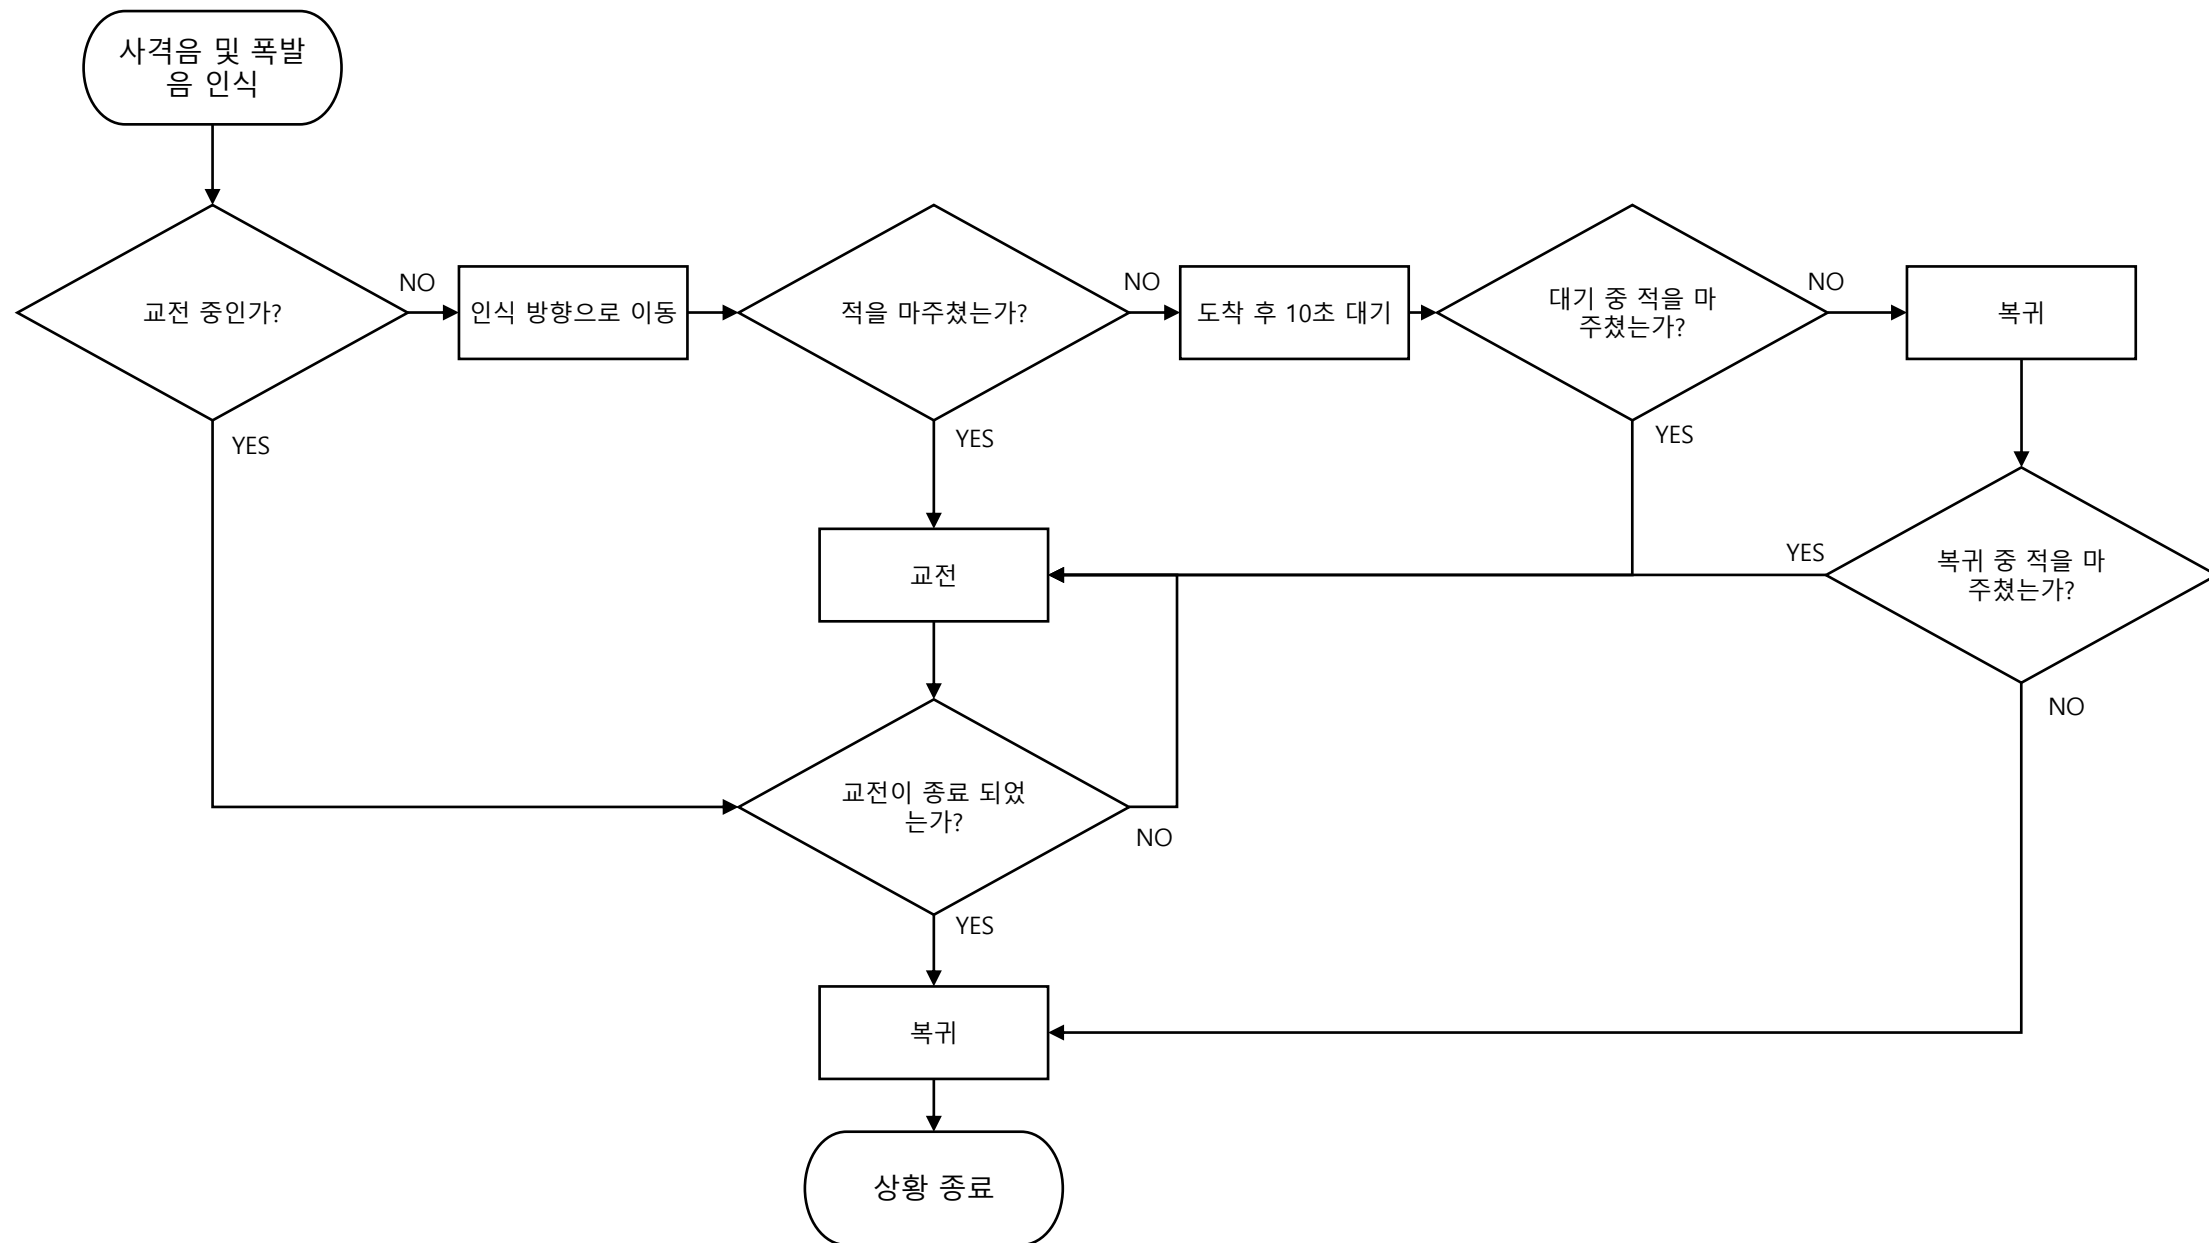 사격음 및 폭발
음 인식
교전 중인가?
NO
인식 방향으로 이동
적을 마주쳤는가?
NO
도착 후 10초 대기
대기 중 적을 마
주쳤는가?
NO
복귀
YES
YES
YES
교전
YES
복귀 중 적을 마
주쳤는가?
NO
교전이 종료 되었
는가?
NO
YES
복귀
상황 종료